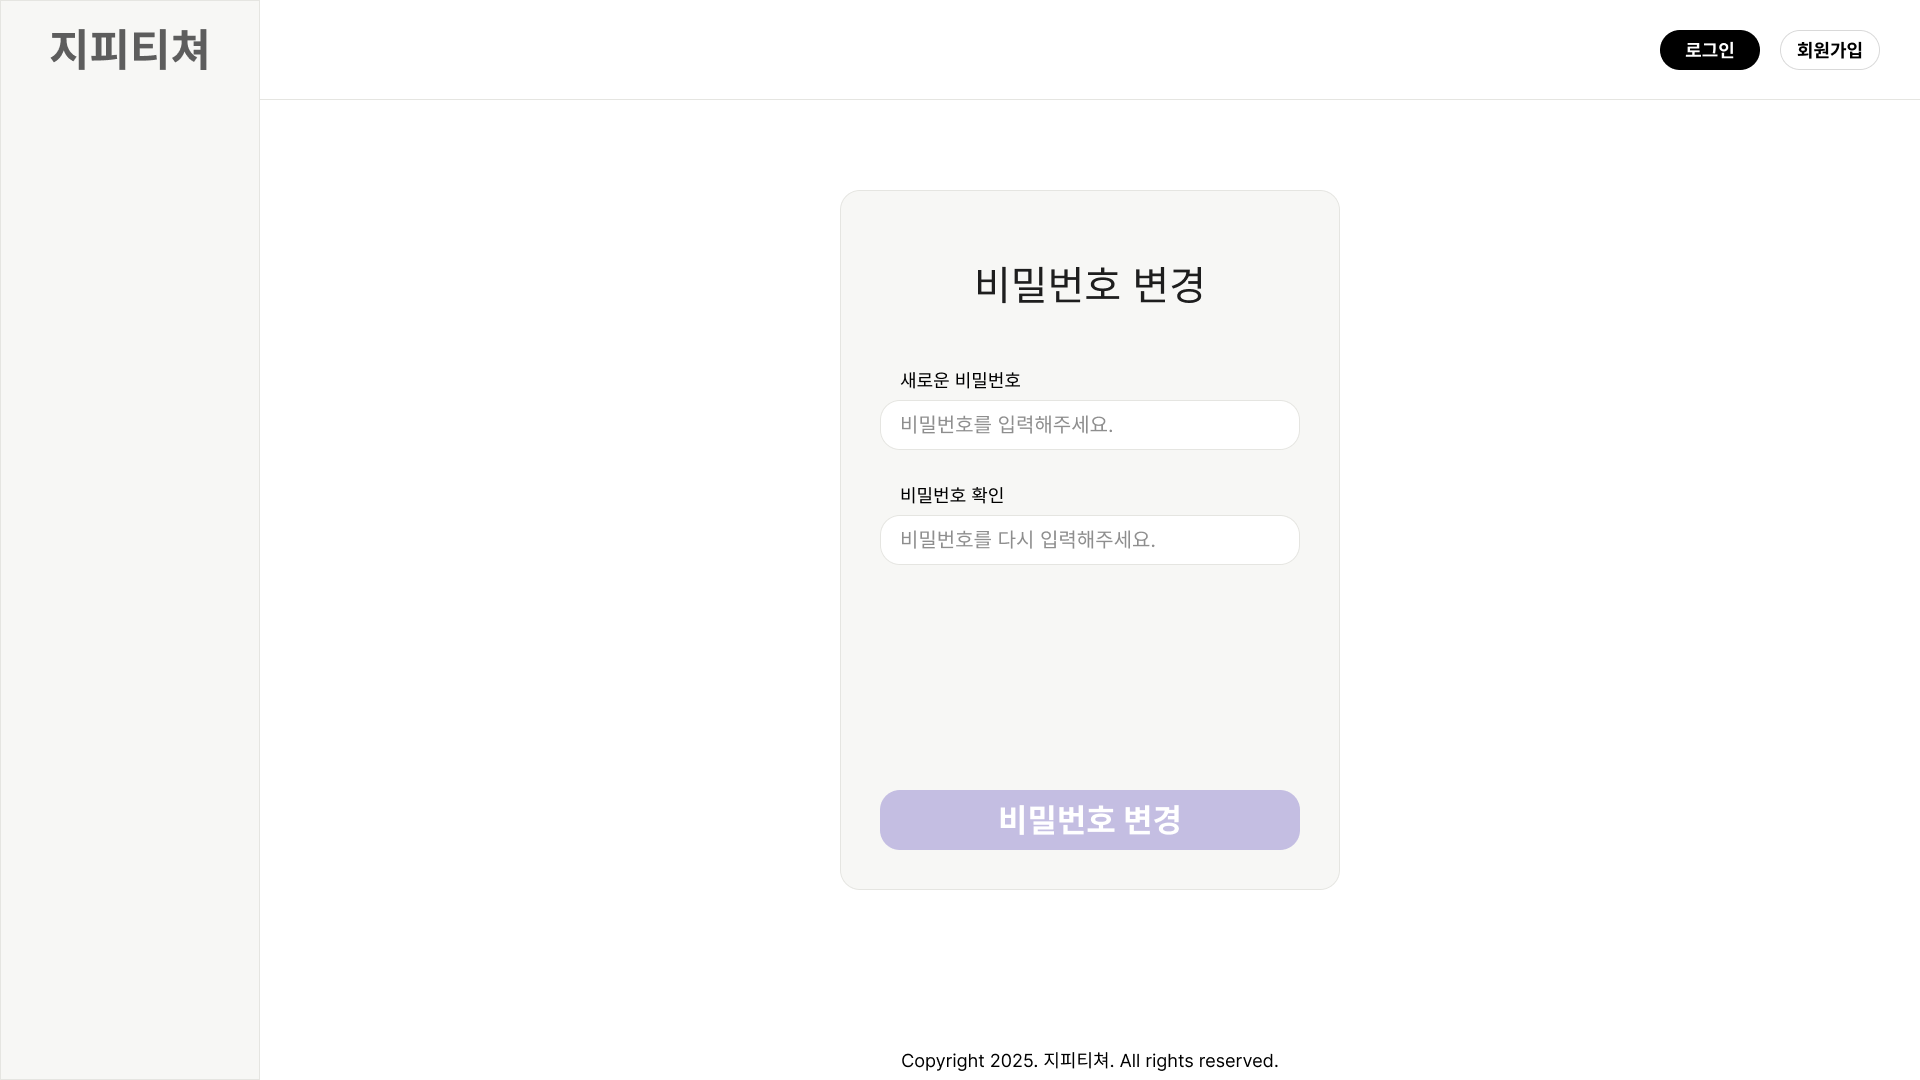 지피티쳐
로그인
회원가입
비밀번호 변경
새로운 비밀번호
비밀번호를 입력해주세요.
비밀번호 확인
비밀번호를 다시 입력해주세요.
비밀번호 변경
Copyright 2025. 지피티쳐. All rights reserved.